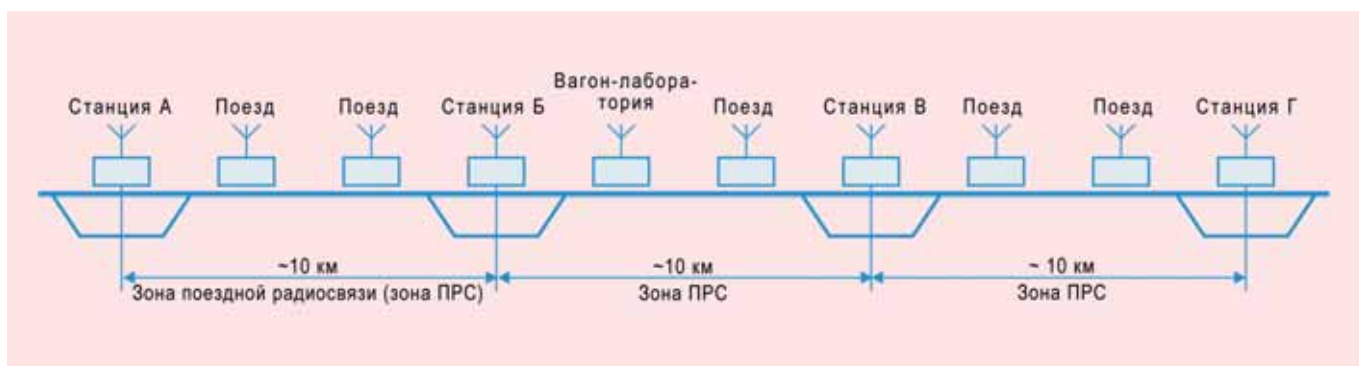 Вагон-лабора-
тория
Станция А Поезд Поезд Станция Б Поезд Станция В Поезд Поезд Станция Г
~10 км ~10 км ~ 10 км
Зона поездной радиосвязи (зона ПРС) Зона ПРС Зона ПРС